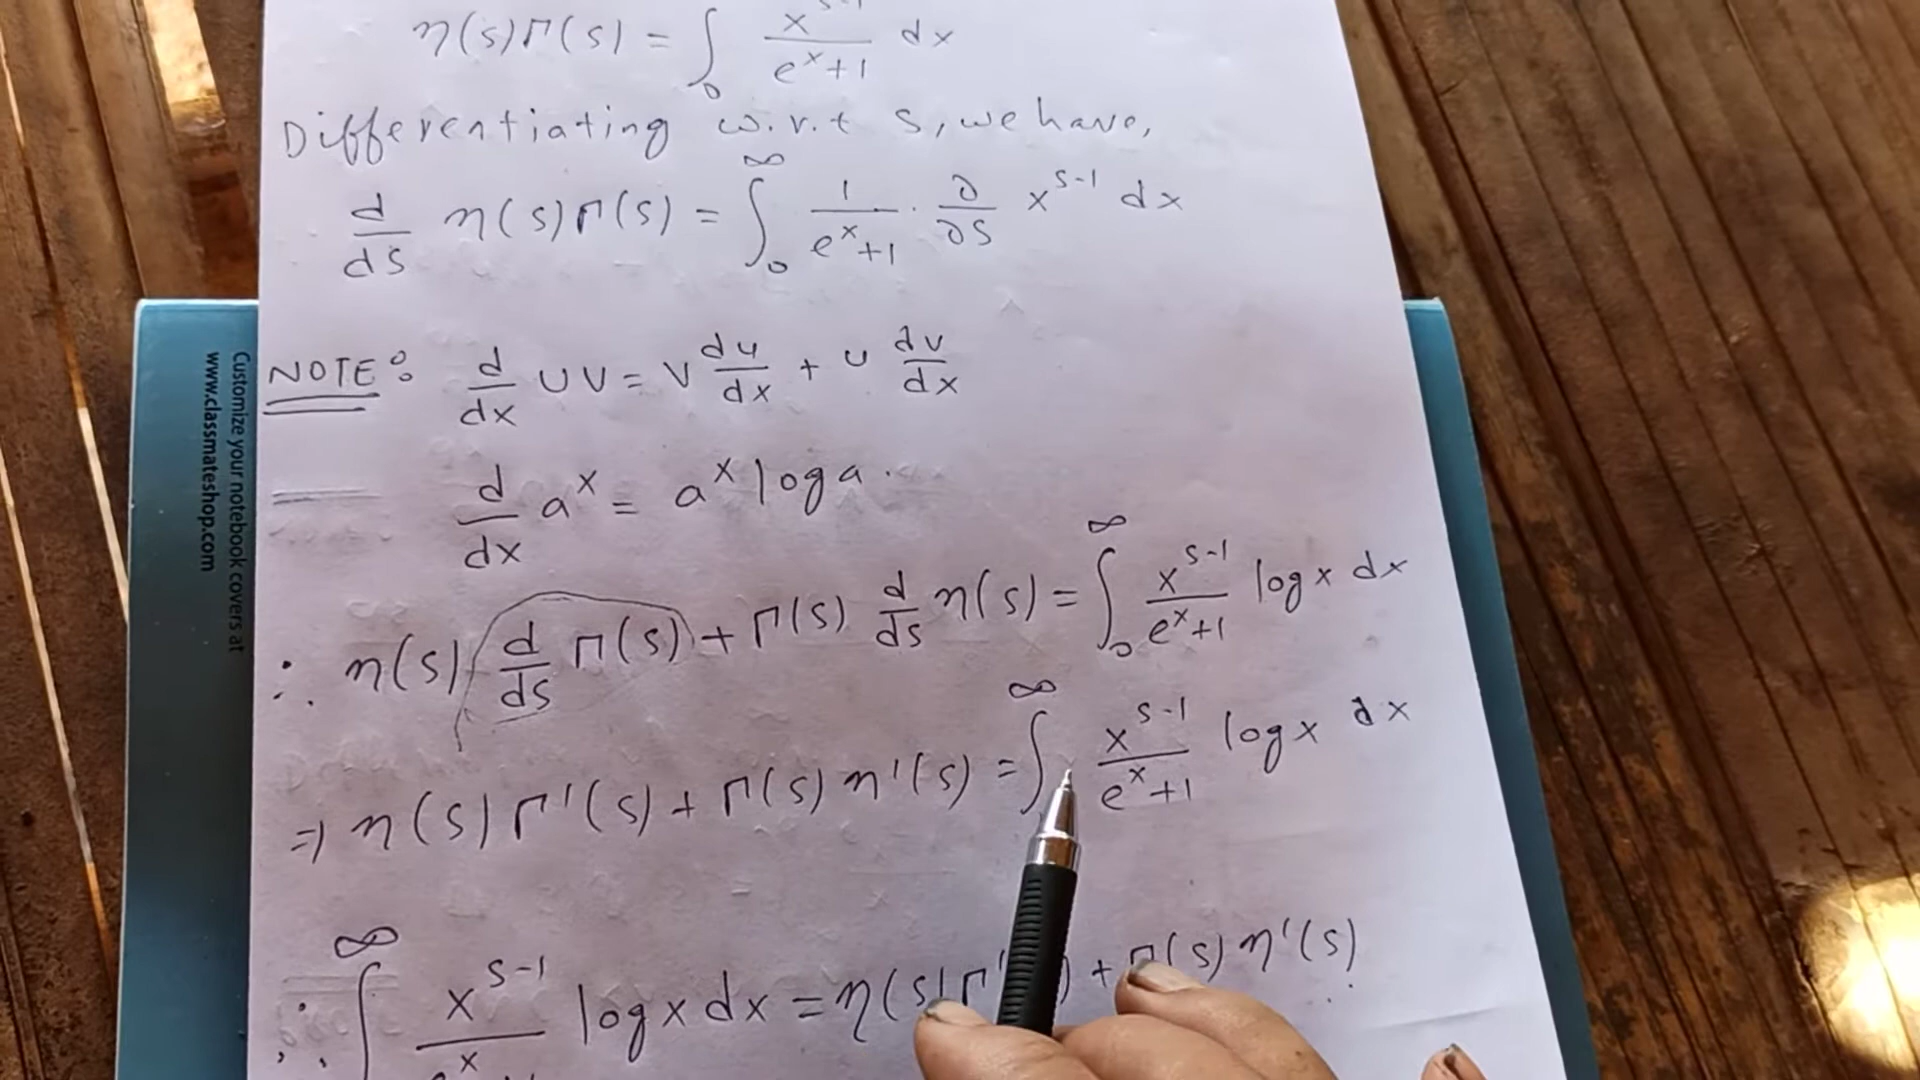 η(s)Γ(s) = ∫₀ x^(s-1)/(e^x+1) dx
Differentiating w.r.t s, we have,
d/ds η(s)Γ(s) = ∫₀^∞ 1/(e^x+1) · ∂/∂s x^(s-1) dx
NOTE: d/dx UV = V du/dx + U dv/dx
d/dx a^x = a^x log a.
∴ η(s) d/ds Γ(s) + Γ(s) d/ds η(s) = ∫₀^∞ x^(s-1)/(e^x+1) log x dx
⇒ η(s)Γ'(s) + Γ(s)η'(s) = ∫^∞ x^(s-1)/(e^x+1) log x dx
∴ ∫^∞ x^(s-1)/ x log x dx = η(s)Γ' ) + Γ(s)η'(s)
Customize your notebook covers at
www.classmateshop.com